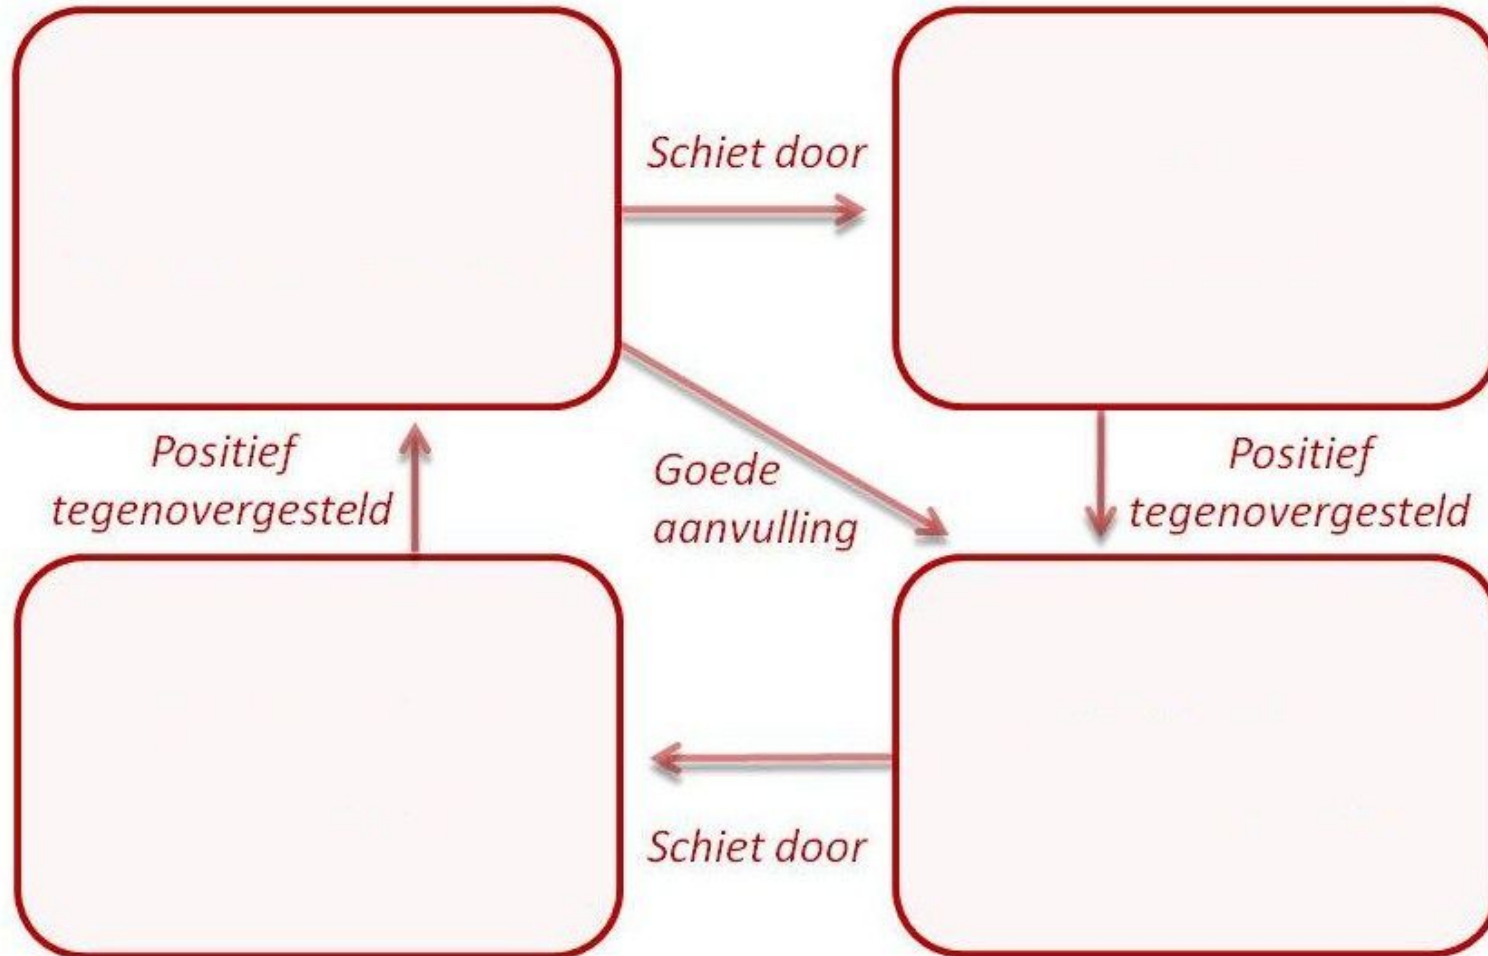 Schiet door
Positief
tegenovergesteld
Goede
aanvulling
Positief
tegenovergesteld
Schiet door